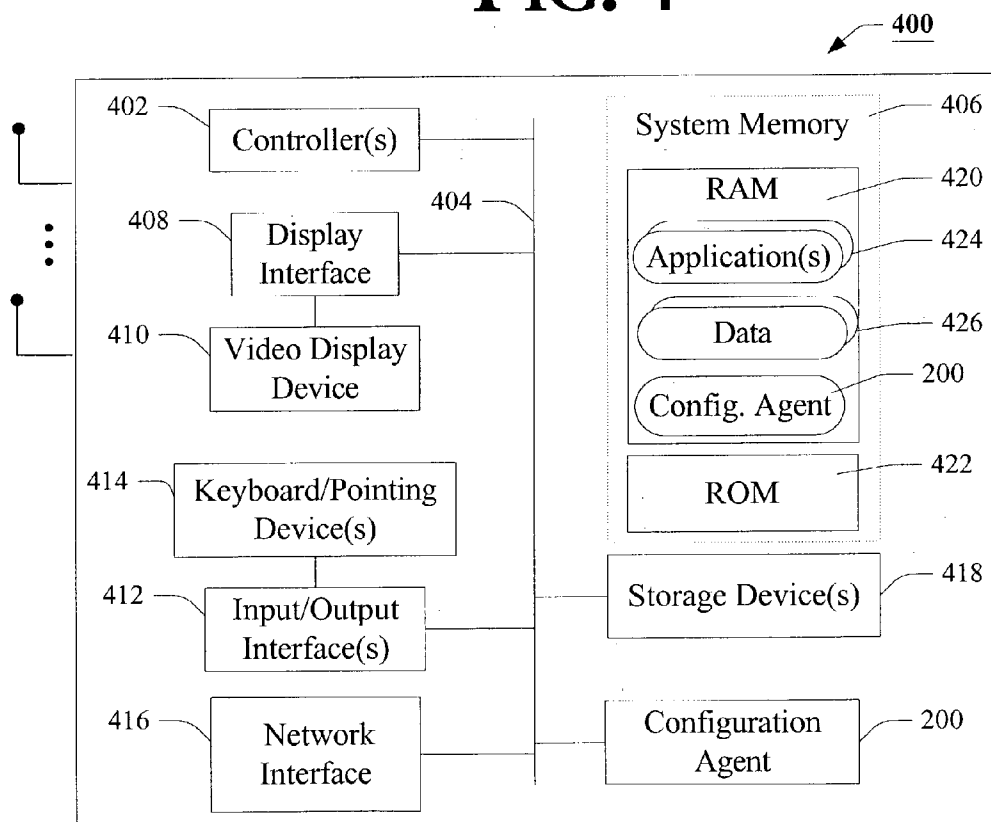 FIG. 4
400
402
Controller(s)
404
408
Display
Interface
410
Video Display
Device
414
Keyboard/Pointing
Device(s)
412
Input/Output
Interface(s)
416
Network
Interface
406
System Memory
RAM
420
Application(s)
424
Data
426
200
Config. Agent
ROM
422
Storage Device(s)
418
Configuration
Agent
200